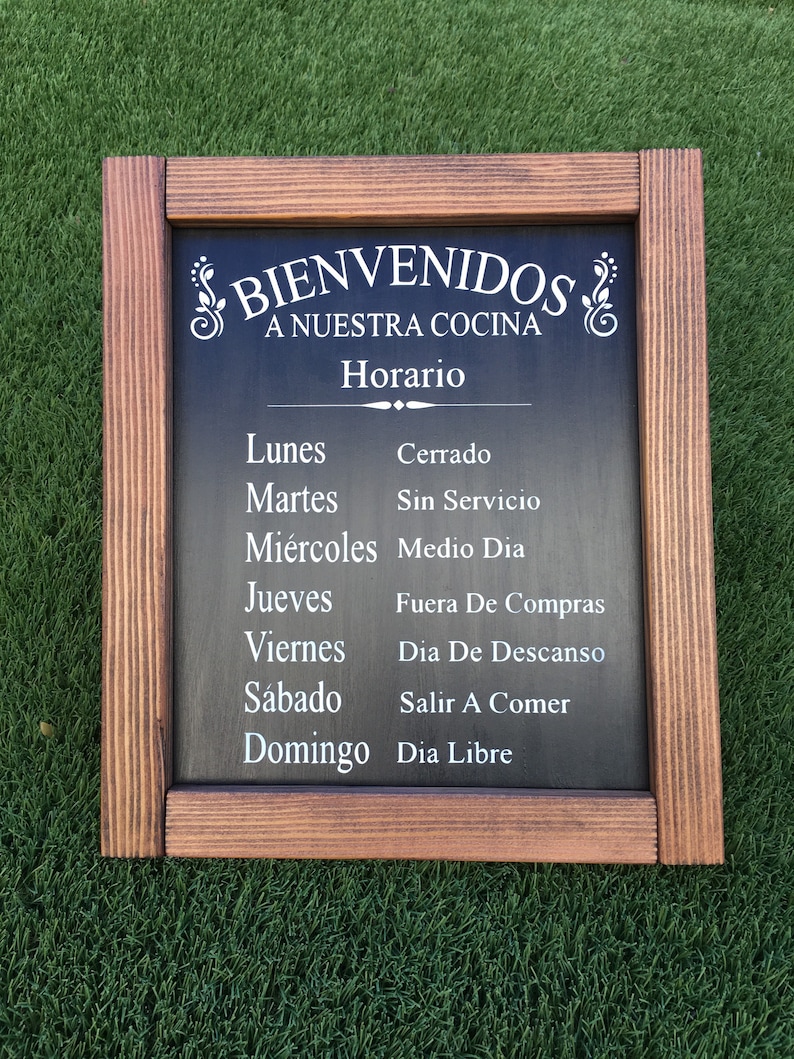 BIENVENIDOS
A NUESTRA COCINA
Horario
Lunes Cerrado
Martes Sin Servicio
Miércoles Medio Dia
Jueves Fuera De Compras
Viernes Dia De Descanso
Sábado Salir A Comer
Domingo Dia Libre